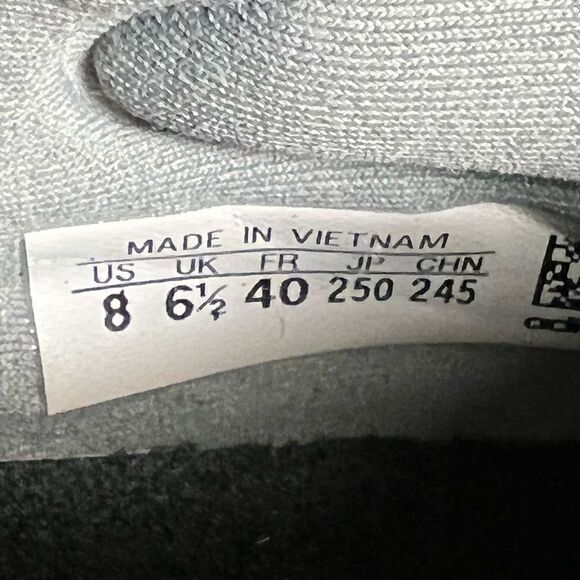 MADE IN VIETNAM
US UK FR JP CHN
8 6½ 40 250 245